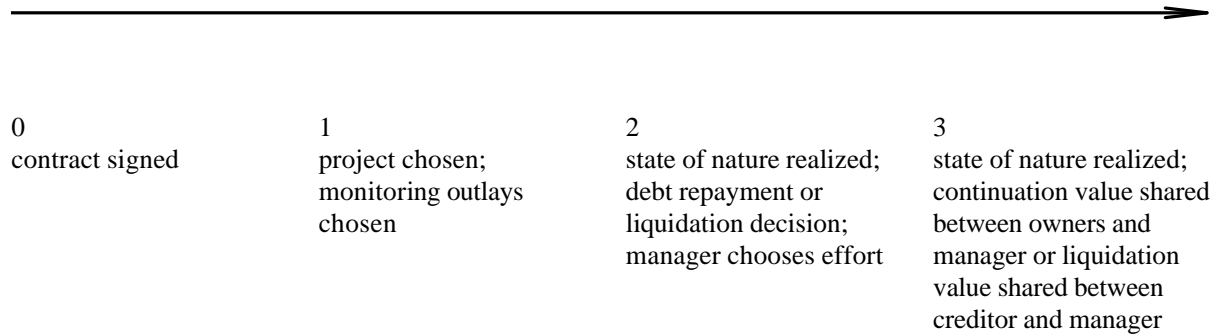 0
contract signed
1
project chosen;
monitoring outlays
chosen
2
state of nature realized;
debt repayment or
liquidation decision;
manager chooses effort
3
state of nature realized;
continuation value shared
between owners and
manager or liquidation
value shared between
creditor and manager